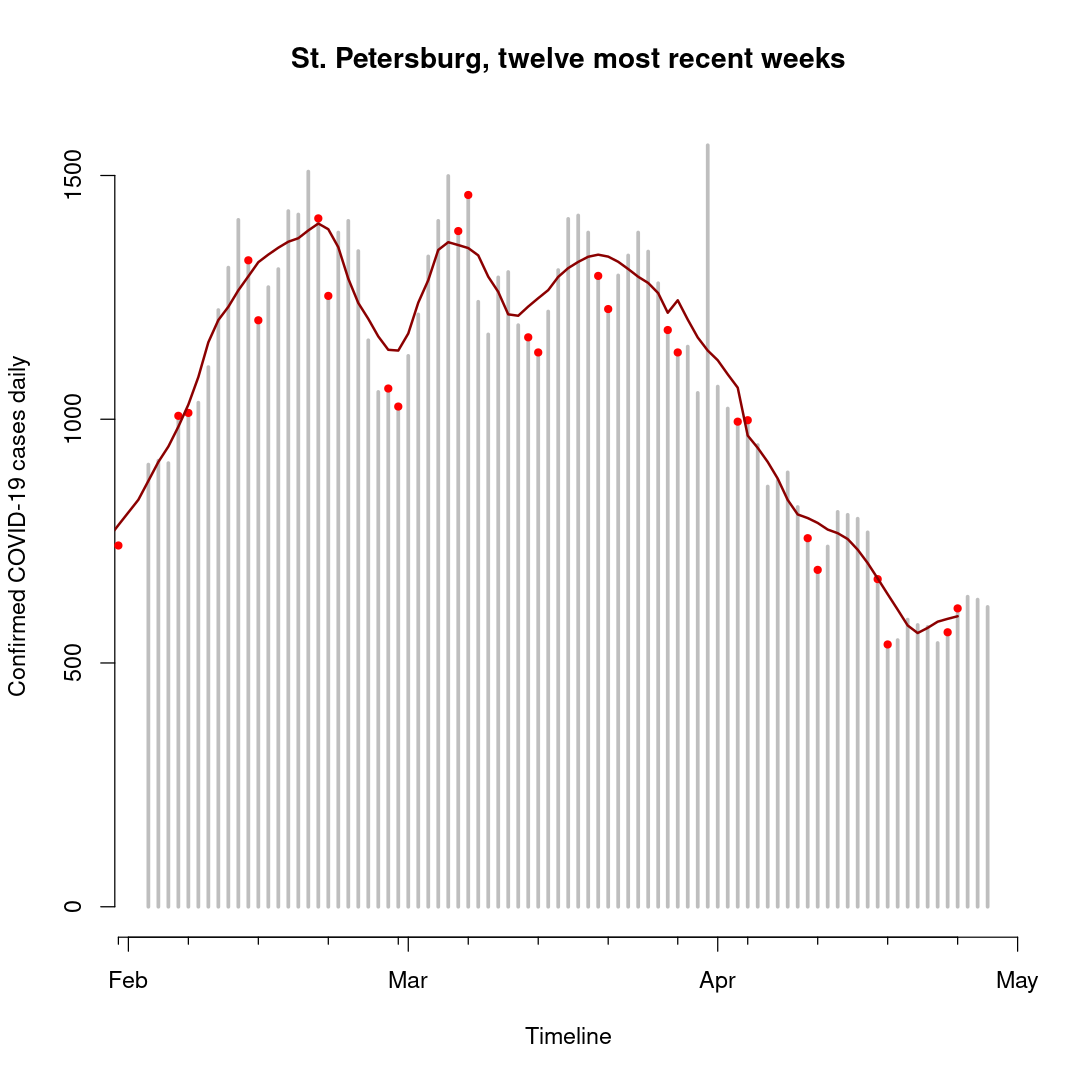 St. Petersburg, twelve most recent weeks
Confirmed COVID-19 cases daily
1500
1000
500
0
Feb Mar Apr May
Timeline